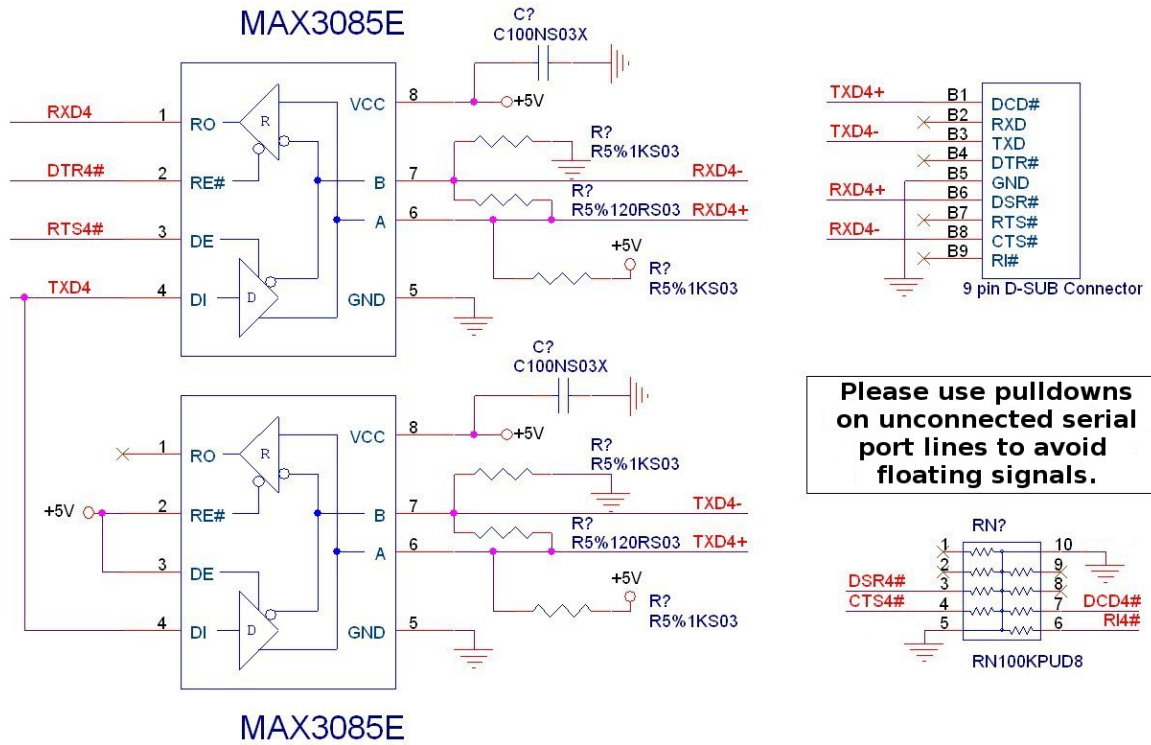 MAX3085E
C?
C100NS03X
+5V
RXD4
1
RO
R
VCC
8
R?
R5%1KS03
DTR4#
2
RE#
B
7
RXD4-
R?
R5%120RS03
RXD4+
RTS4#
3
DE
A
6
+5V
R?
R5%1KS03
TXD4
4
DI
D
GND
5
C?
C100NS03X
+5V
1
RO
R
VCC
8
R?
R5%1KS03
+5V
2
RE#
B
7
TXD4-
R?
R5%120RS03
TXD4+
3
DE
A
6
+5V
R?
R5%1KS03
4
DI
D
GND
5
MAX3085E
TXD4+
B1
DCD#
B2
RXD
TXD4-
B3
TXD
B4
DTR#
B5
GND
RXD4+
B6
DSR#
B7
RTS#
RXD4-
B8
CTS#
B9
RI#
9 pin D-SUB Connector
Please use pulldowns
on unconnected serial
port lines to avoid
floating signals.
RN?
1
10
2
9
DSR4#
3
8
CTS4#
4
7
DCD4#
5
6
RI4#
RN100KPUD8